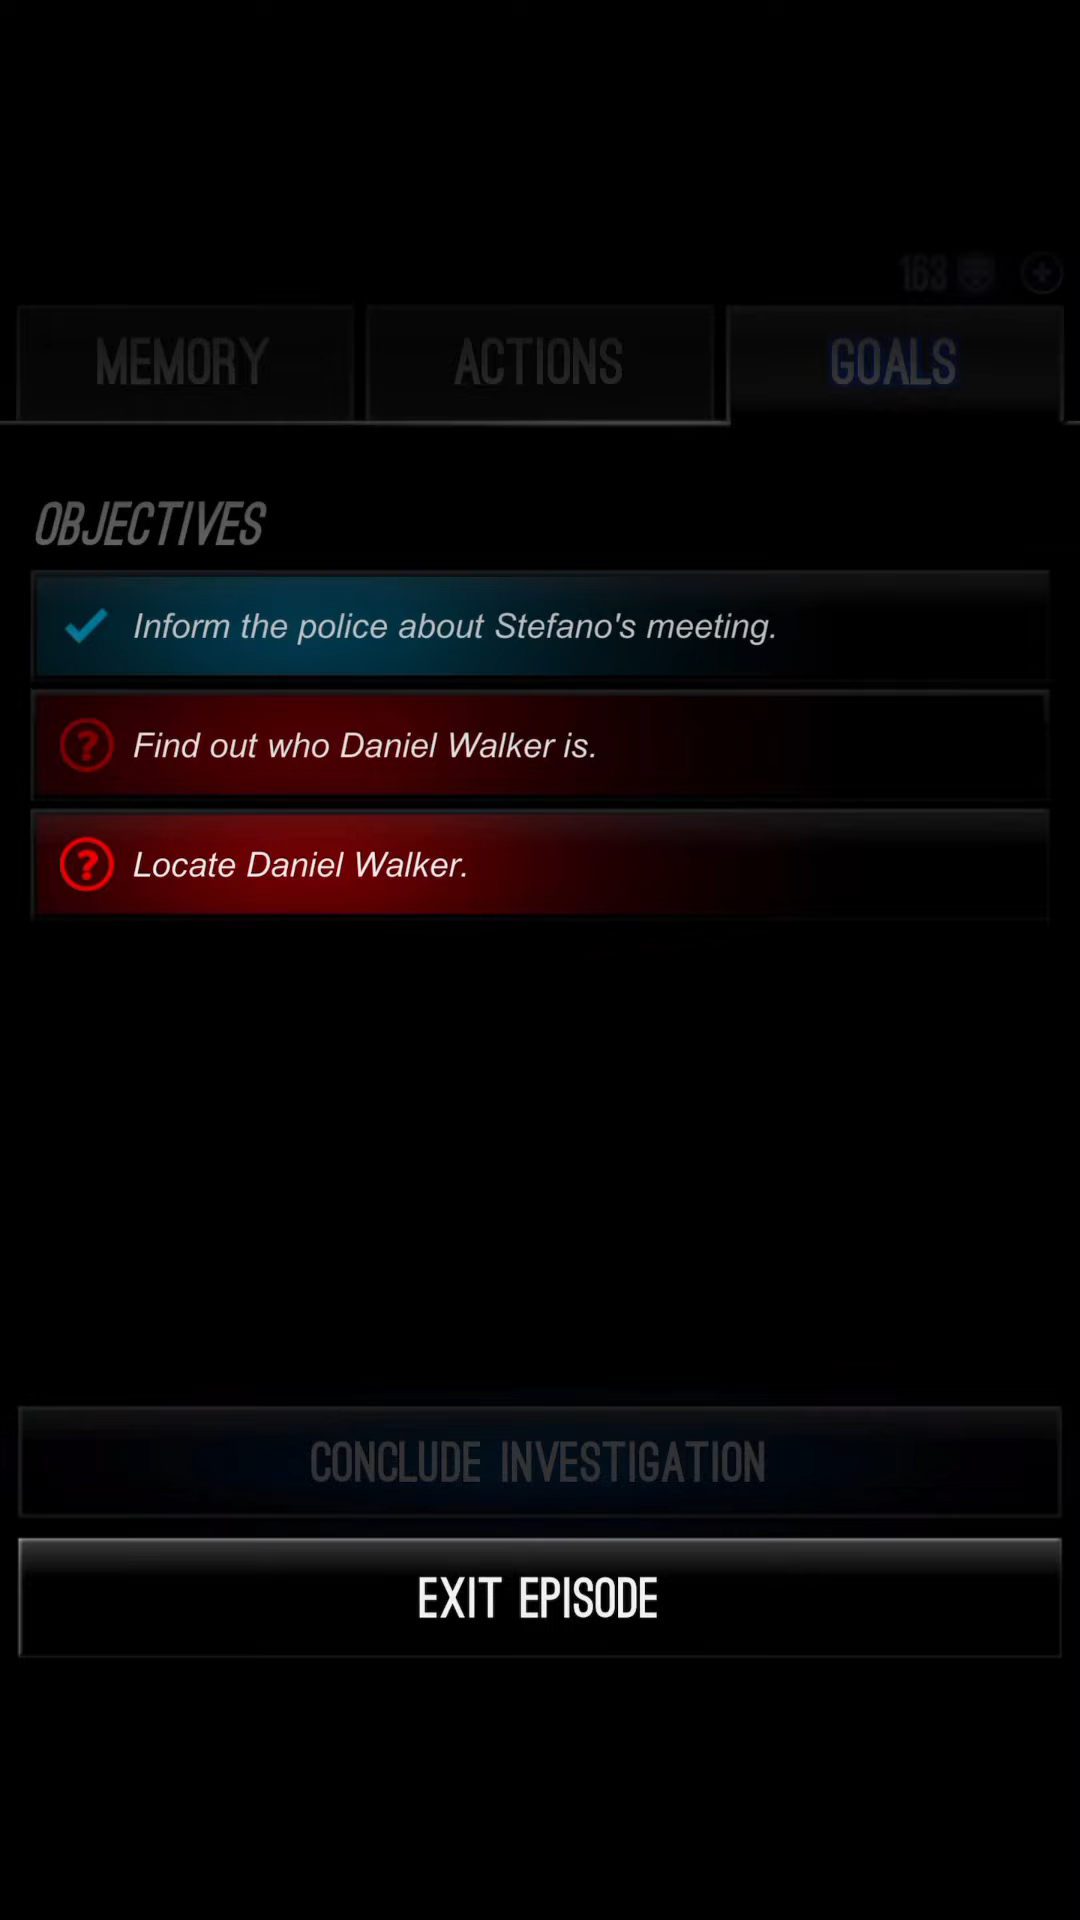 163
MEMORY
ACTIONS
GOALS
OBJECTIVES
Inform the police about Stefano's meeting.
Find out who Daniel Walker is.
Locate Daniel Walker.
CONCLUDE INVESTIGATION
EXIT EPISODE